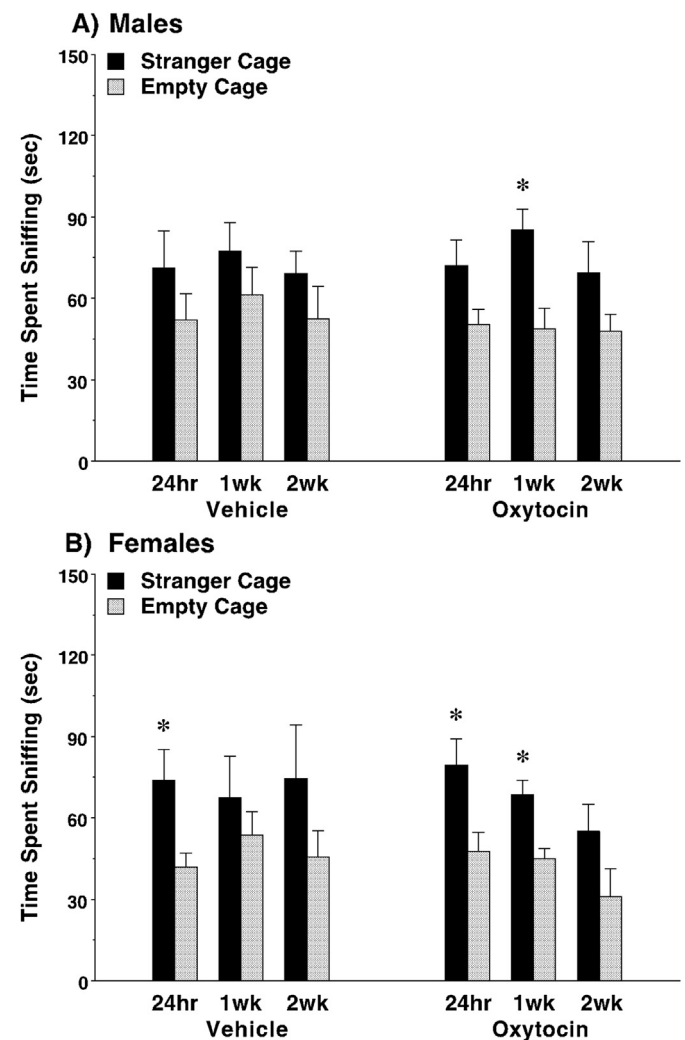 A) Males
Stranger Cage
Empty Cage
Time Spent Sniffing (sec)
150
120
90
60
30
0
*
24hr 1wk 2wk 24hr 1wk 2wk
Vehicle Oxytocin
B) Females
Stranger Cage
Empty Cage
Time Spent Sniffing (sec)
150
120
90
60
30
0
* * *
24hr 1wk 2wk 24hr 1wk 2wk
Vehicle Oxytocin